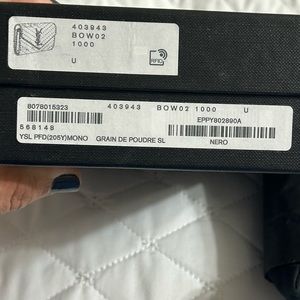 403943
BOW02
1000
U
RFID
8078015323 403943 BOW02 1000 U
568148 EPPY802890A
YSL PFD(205Y)MONO GRAIN DE POUDRE SL NERO